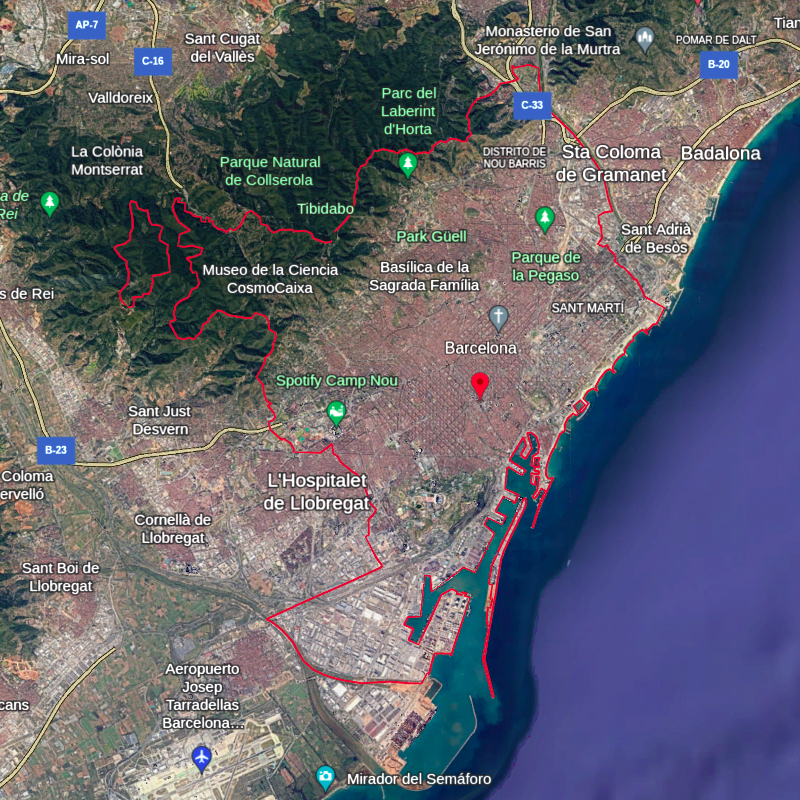 AP-7
Mira-sol
C-16
Sant Cugat
del Vallès
Valldoreix
Monasterio de San
Jerónimo de la Murtra
POMAR DE DALT
Tian
B-20
Parc del
Laberint
d'Horta
C-33
La Colònia
Montserrat
Parque Natural
de Collserola
DISTRITO DE
NOU BARRIS
Sta Coloma
de Gramanet
Badalona
a de
Rei
Tibidabo
Park Güell
Parque de
la Pegaso
Sant Adrià
de Besòs
s de Rei
Museo de la Ciencia
CosmoCaixa
Basílica de la
Sagrada Família
SANT MARTÍ
Barcelona
Spotify Camp Nou
Sant Just
Desvern
B-23
Coloma
ervelló
L'Hospitalet
de Llobregat
Cornellà de
Llobregat
Sant Boi de
Llobregat
Aeropuerto
Josep
Tarradellas
Barcelona...
cans
Mirador del Semáforo